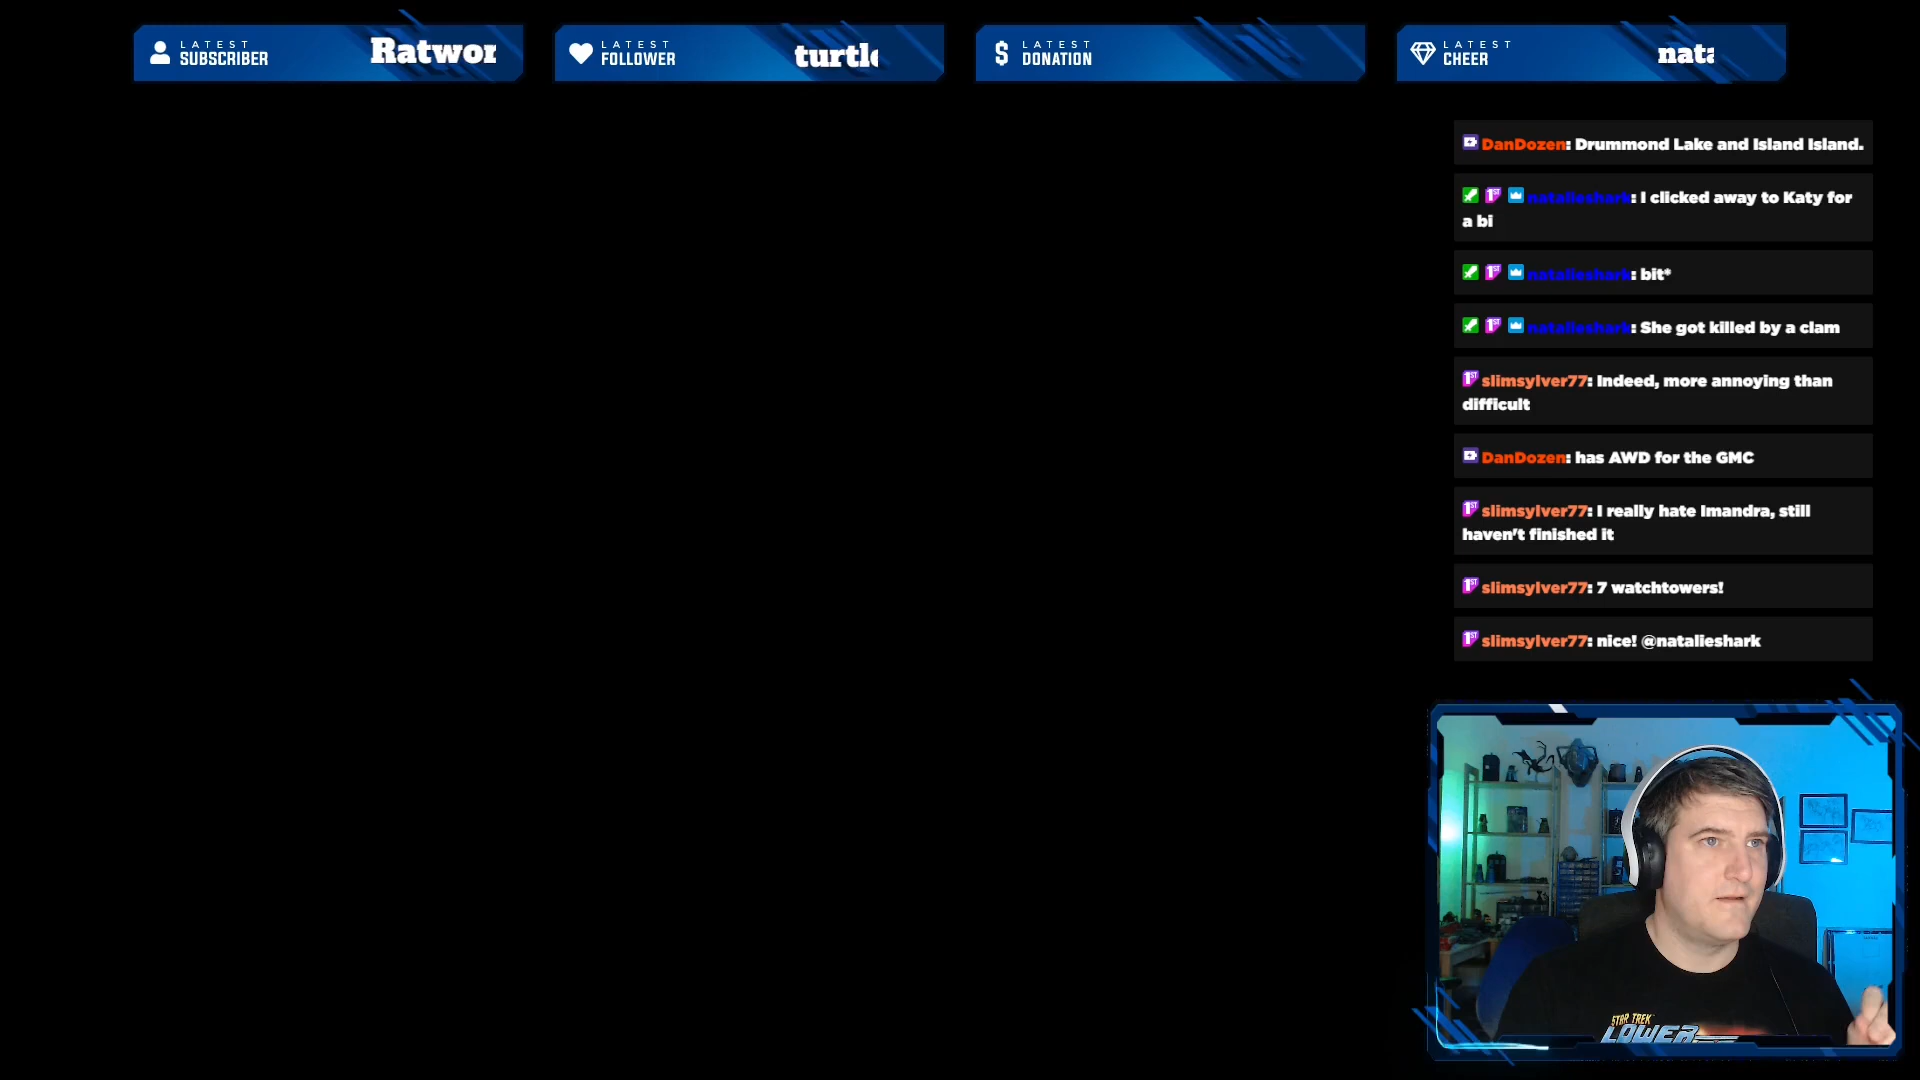 LATEST
SUBSCRIBER
Ratwor
LATEST
FOLLOWER
turtle
LATEST
DONATION
LATEST
CHEER
nata
DanDozen: Drummond Lake and Island Island.
natalieshark: I clicked away to Katy for
a bi
natalieshark: bit*
natalieshark: She got killed by a clam
slimsylver77: Indeed, more annoying than
difficult
DanDozen: has AWD for the GMC
slimsylver77: I really hate Imandra, still
haven't finished it
slimsylver77: 7 watchtowers!
slimsylver77: nice! @natalieshark
STAR TREK
LOWER